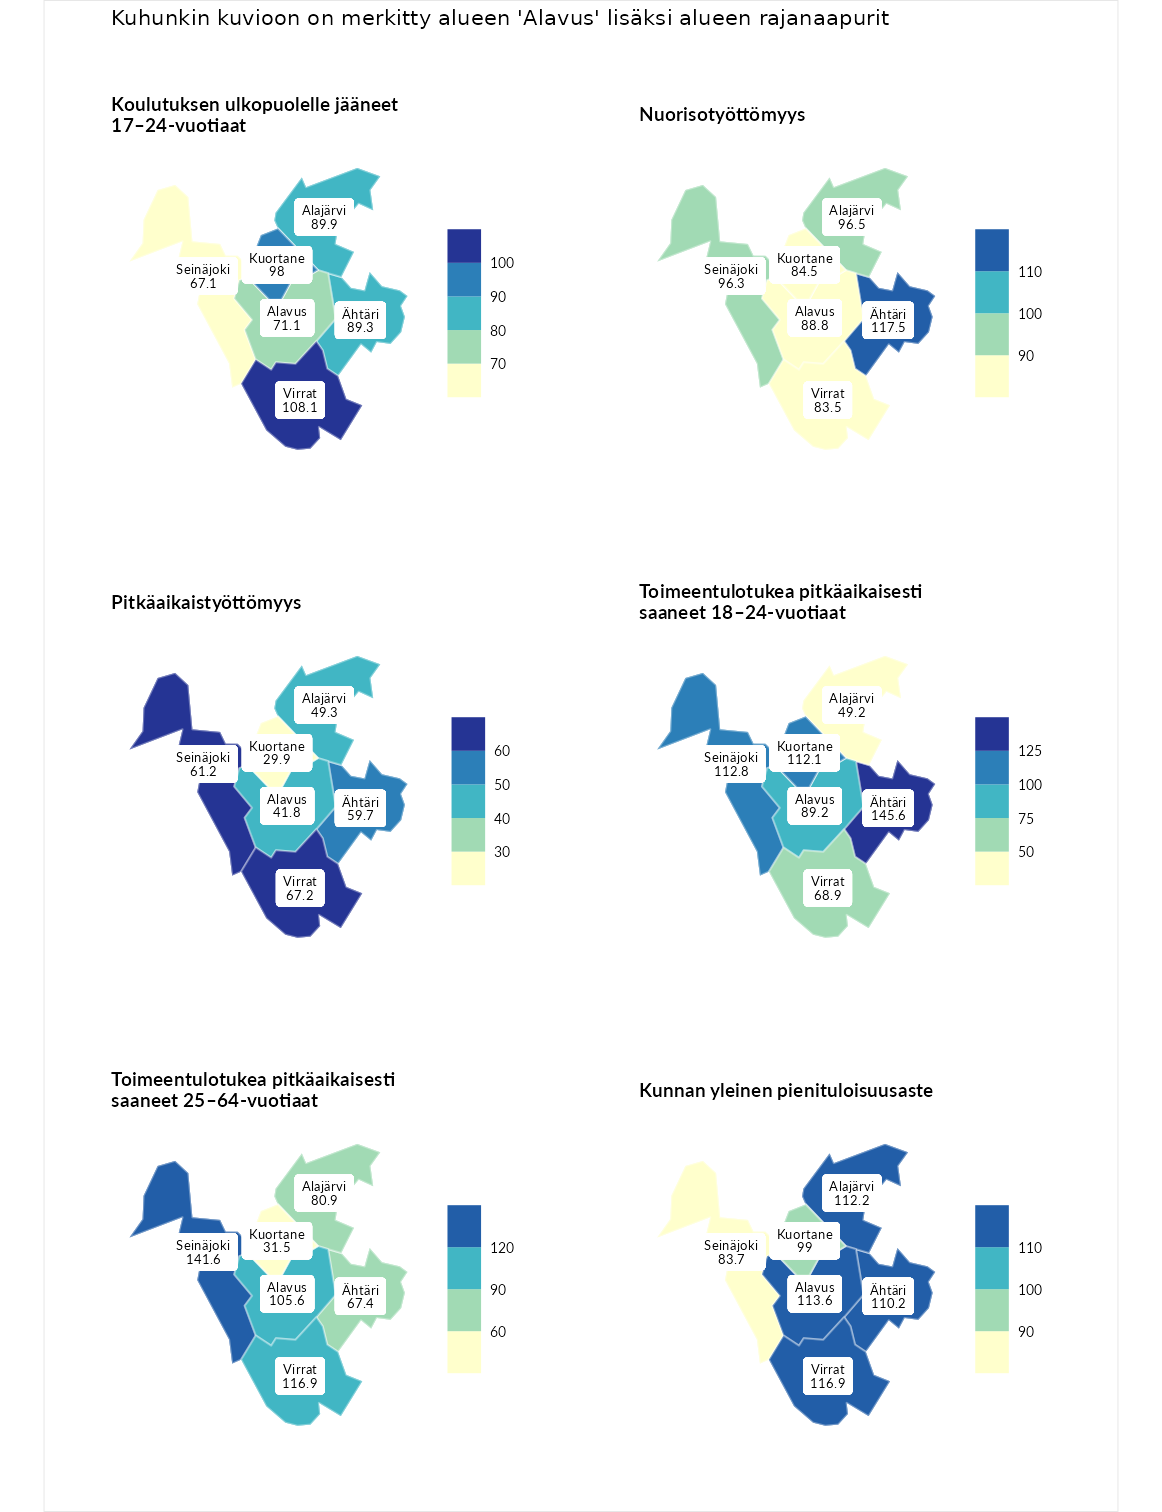 Kuhunkin kuvioon on merkitty alueen 'Alavus' lisäksi alueen rajanaapurit
Koulutuksen ulkopuolelle jääneet
17–24-vuotiaat
Alajärvi
89.9
Kuortane
98
Seinäjoki
67.1
Alavus
71.1
Ähtäri
89.3
Virrat
108.1
100
90
80
70
Nuorisotyöttömyys
Alajärvi
96.5
Kuortane
84.5
Seinäjoki
96.3
Alavus
88.8
Ähtäri
117.5
Virrat
83.5
110
100
90
Pitkäaikaistyöttömyys
Alajärvi
49.3
Kuortane
29.9
Seinäjoki
61.2
Alavus
41.8
Ähtäri
59.7
Virrat
67.2
60
50
40
30
Toimeentulotukea pitkäaikaisesti
saaneet 18–24-vuotiaat
Alajärvi
49.2
Kuortane
112.1
Seinäjoki
112.8
Alavus
89.2
Ähtäri
145.6
Virrat
68.9
125
100
75
50
Toimeentulotukea pitkäaikaisesti
saaneet 25–64-vuotiaat
Alajärvi
80.9
Kuortane
31.5
Seinäjoki
141.6
Alavus
105.6
Ähtäri
67.4
Virrat
116.9
120
90
60
Kunnan yleinen pienituloisuusaste
Alajärvi
112.2
Kuortane
99
Seinäjoki
83.7
Alavus
113.6
Ähtäri
110.2
Virrat
116.9
110
100
90